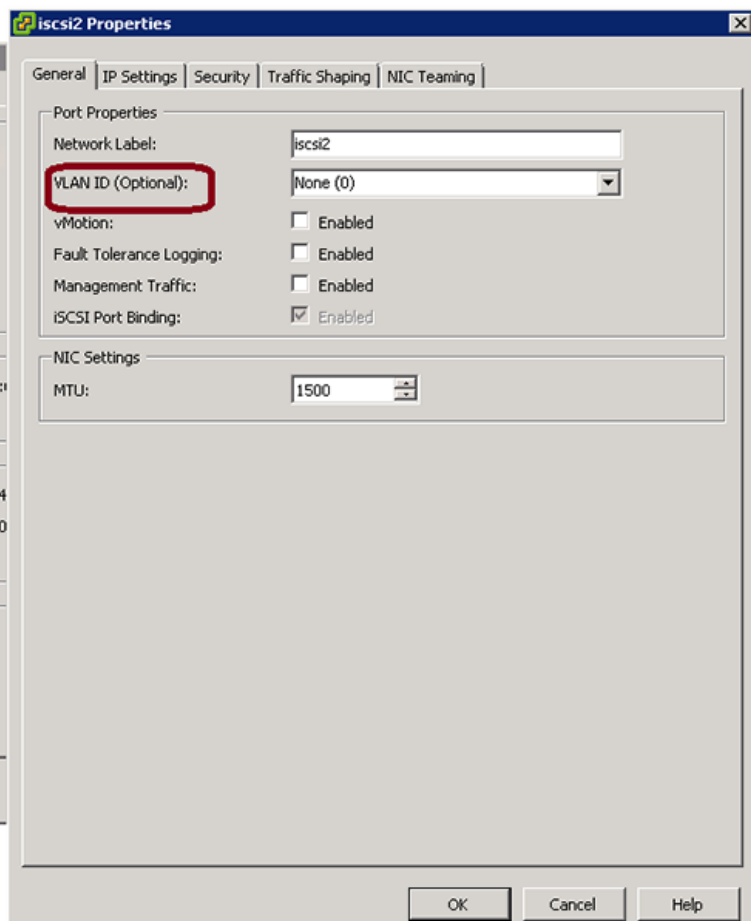 iscsi2 Properties
General IP Settings Security Traffic Shaping NIC Teaming
Port Properties
Network Label: iscsi2
VLAN ID (Optional): None (0)
vMotion: Enabled
Fault Tolerance Logging: Enabled
Management Traffic: Enabled
iSCSI Port Binding: Enabled
NIC Settings
MTU: 1500
4
0
OK Cancel Help